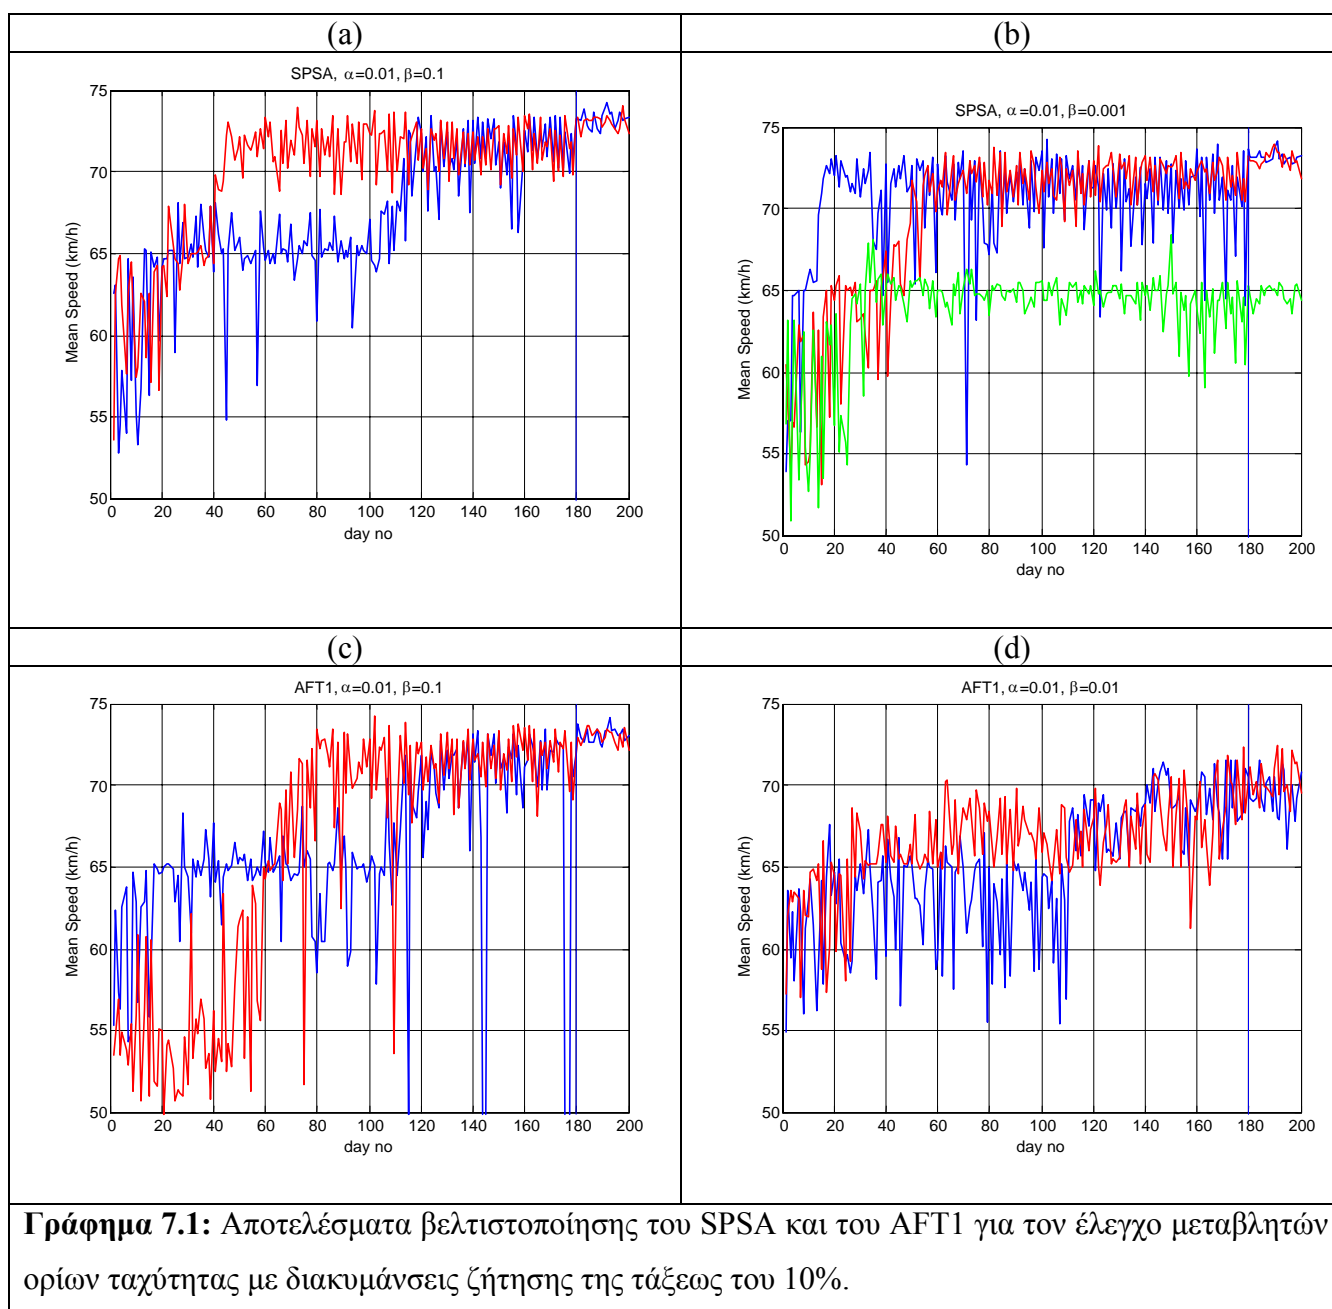 (a)
(b)
SPSA, α=0.01, β=0.1
75
70
65
60
55
50
Mean Speed (km/h)
0 20 40 60 80 100 120 140 160 180 200
day no
SPSA, α=0.01, β=0.001
75
70
65
60
55
50
Mean Speed (km/h)
0 20 40 60 80 100 120 140 160 180 200
day no
(c)
(d)
AFT1, α=0.01, β=0.1
75
70
65
60
55
50
Mean Speed (km/h)
0 20 40 60 80 100 120 140 160 180 200
day no
AFT1, α=0.01, β=0.01
75
70
65
60
55
50
Mean Speed (km/h)
0 20 40 60 80 100 120 140 160 180 200
day no
Γράφημα 7.1: Αποτελέσματα βελτιστοποίησης του SPSA και του AFT1 για τον έλεγχο μεταβλητών
ορίων ταχύτητας με διακυμάνσεις ζήτησης της τάξεως του 10%.